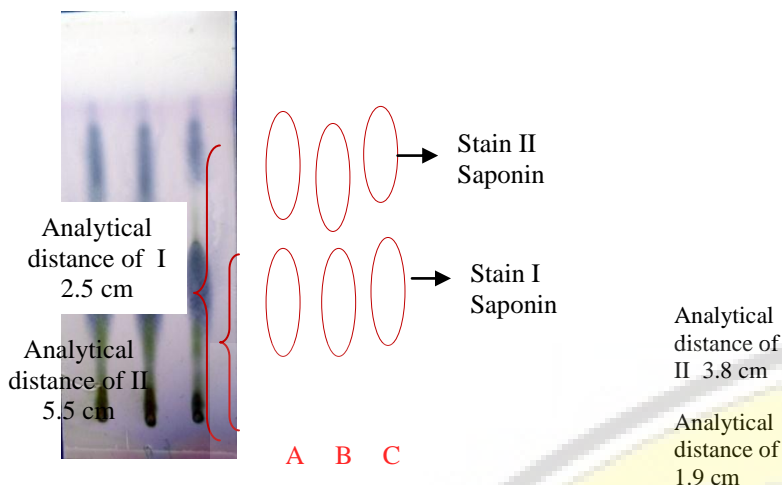 Stain II
Saponin
Analytical
distance of I
2.5 cm
Stain I
Saponin
Analytical
distance of II
5.5 cm
Analytical
distance of
II 3.8 cm
Analytical
distance of
1.9 cm
A B C